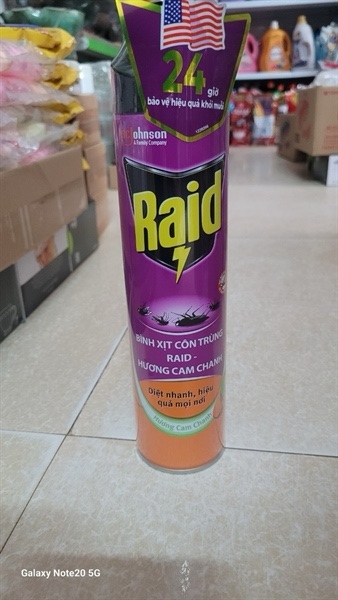 24 giờ
bảo vệ hiệu quả khỏi muỗi
Johnson
A Family Company
Raid
BÌNH XỊT CÔN TRÙNG
RAID -
HƯƠNG CAM CHANH
Diệt nhanh, hiệu
quả mọi nơi
Hương Cam Chanh
Galaxy Note20 5G